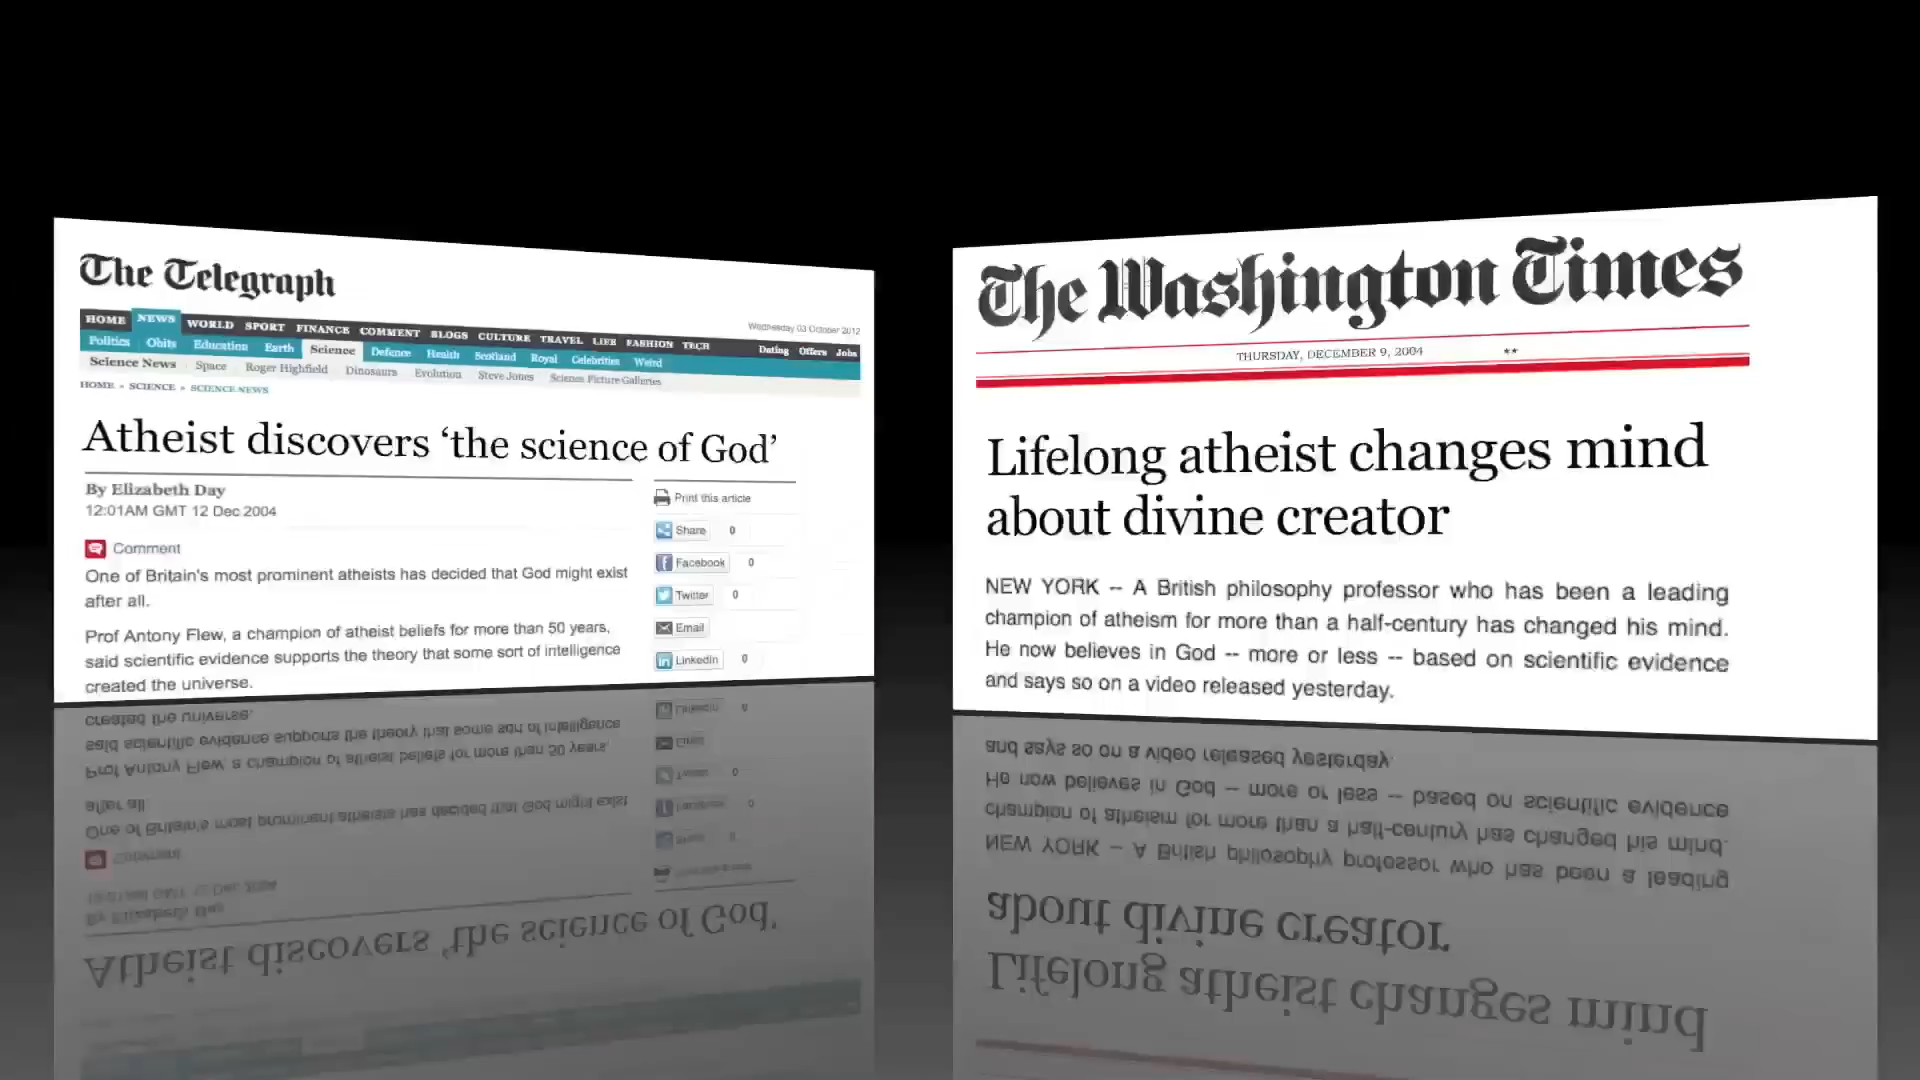 The Telegraph
Wednesday 03 October 2012
HOME NEWS WORLD SPORT FINANCE COMMENT BLOGS CULTURE TRAVEL LIFE FASHION TECH
Dating Offers Jobs
Politics Obits Education Earth Science Defence Health Scotland Royal Celebrities Weird
Science News Space Roger Highfield Dinosaurs Evolution Steve Jones Science Picture Galleries
HOME » SCIENCE » SCIENCE NEWS
Atheist discovers ‘the science of God’
By Elizabeth Day
12:01AM GMT 12 Dec 2004
Comment
One of Britain's most prominent atheists has decided that God might exist
after all.
Prof Antony Flew, a champion of atheist beliefs for more than 50 years,
said scientific evidence supports the theory that some sort of intelligence
created the universe.
Print this article
Share 0
Facebook 0
Twitter 0
Email
LinkedIn 0
The Washington Times
THURSDAY, DECEMBER 9, 2004 **
Lifelong atheist changes mind
about divine creator
NEW YORK -- A British philosophy professor who has been a leading
champion of atheism for more than a half-century has changed his mind.
He now believes in God -- more or less -- based on scientific evidence
and says so on a video released yesterday.